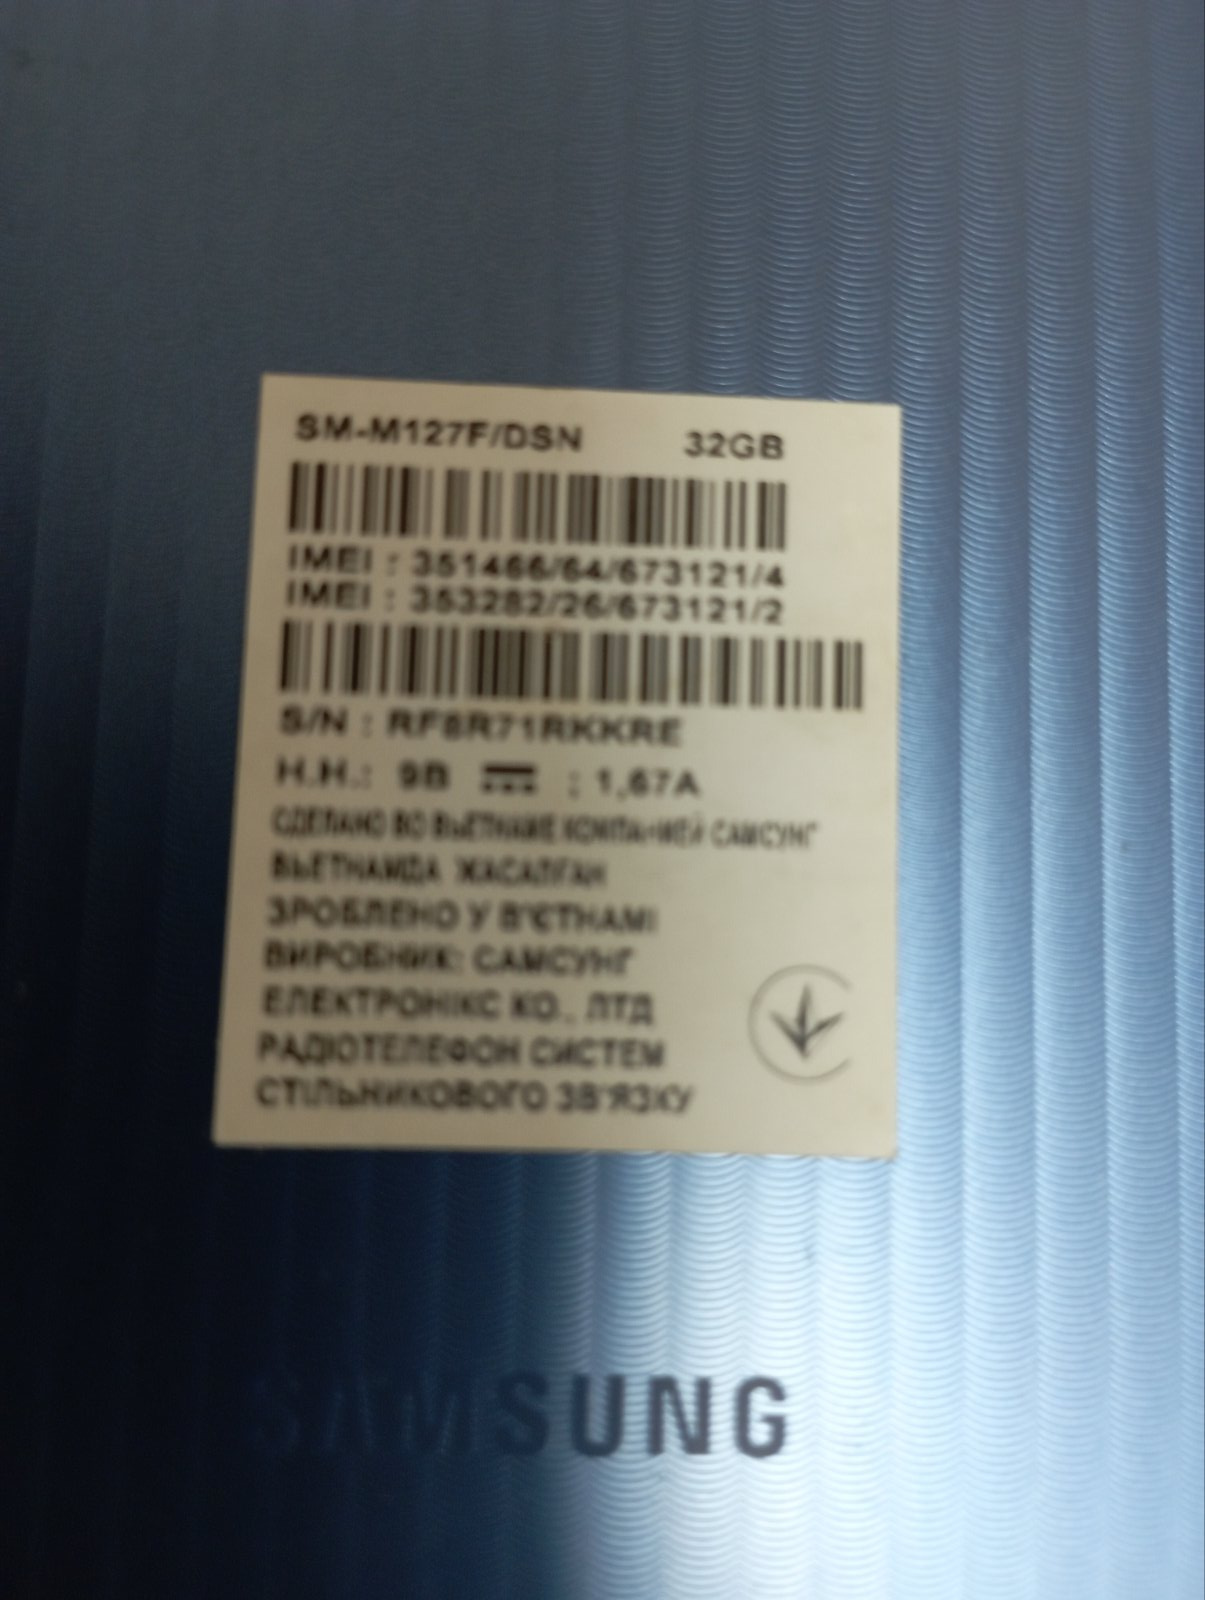 SM-M127F/DSN 32GB
IMEI : 351466/64/673121/4
IMEI : 353282/26/673121/2
S/N : RF8R71RKKRE
Н.Н.: 9В ; 1,67А
СДЕЛАНО ВО ВЬЕТНАМЕ КОМПАНИЕЙ САМСУНГ
ВЬЕТНАМДА ЖАСАЛҒАН
ЗРОБЛЕНО У В'ЄТНАМІ
ВИРОБНИК: САМСУНГ
ЕЛЕКТРОНІКС КО., ЛТД
РАДІОТЕЛЕФОН СИСТЕМ
СТІЛЬНИКОВОГО ЗВ'ЯЗКУ
SAMSUNG